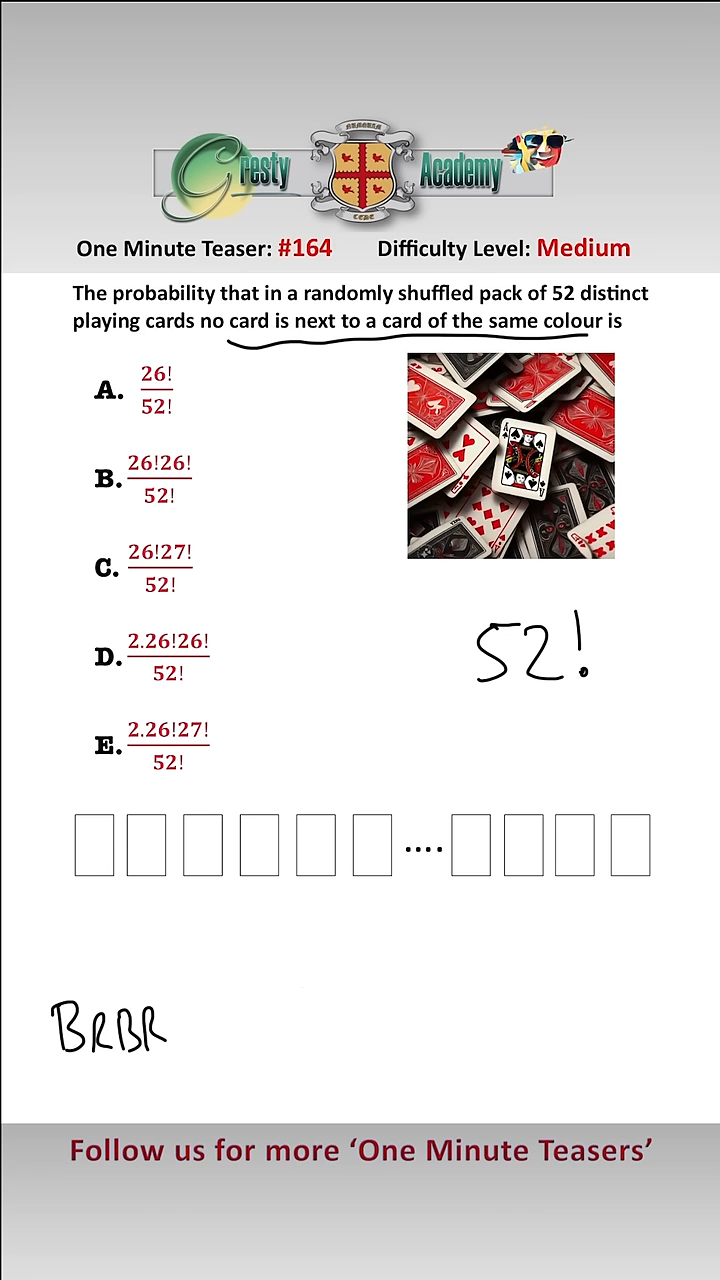 NUMQUAM
Gresty Academy
CEDE
One Minute Teaser: #164 Difficulty Level: Medium
The probability that in a randomly shuffled pack of 52 distinct
playing cards no card is next to a card of the same colour is
A. 26!
52!
B. 26!26!
52!
C. 26!27!
52!
D. 2.26!26!
52!
E. 2.26!27!
52!
52!
....
BRBR
Follow us for more ‘One Minute Teasers’